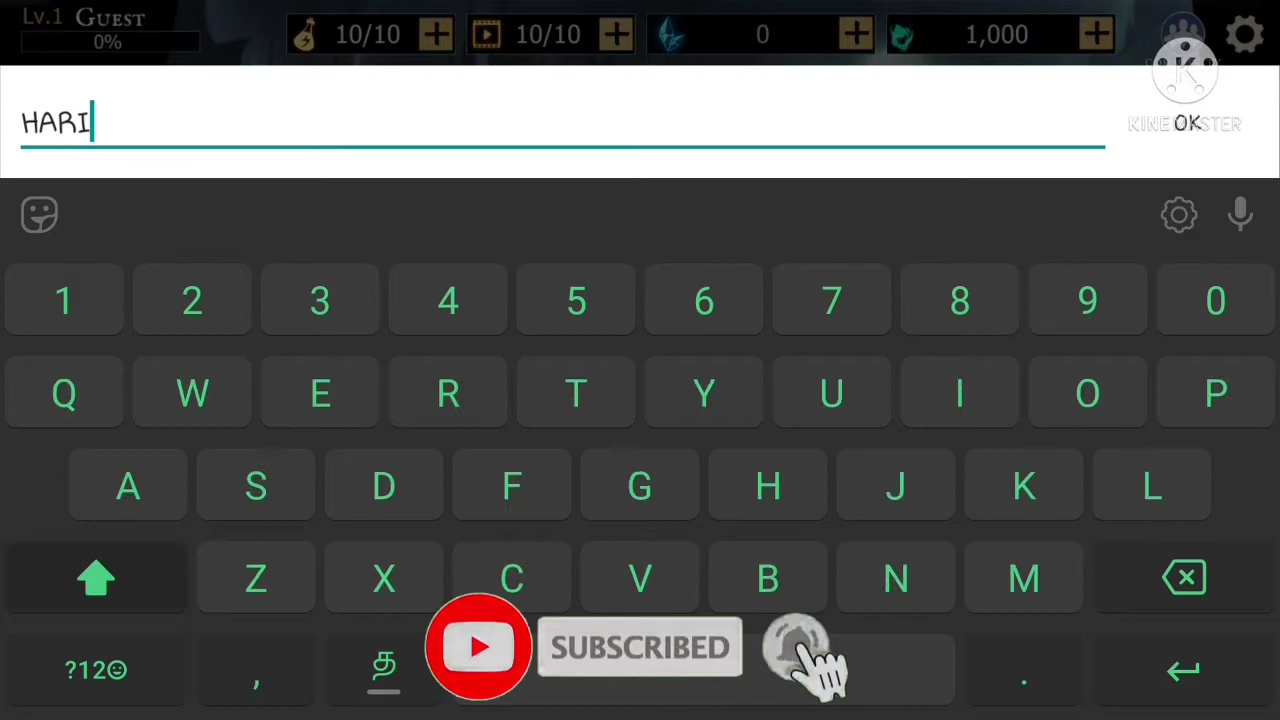 Lv.1 GUEST
0%
10/10
10/10
0
1,000
HARI
OK
KINEMASTER
1 2 3 4 5 6 7 8 9 0
Q W E R T Y U I O P
A S D F G H J K L
Z X C V B N M
?12
,
த
SUBSCRIBED
.